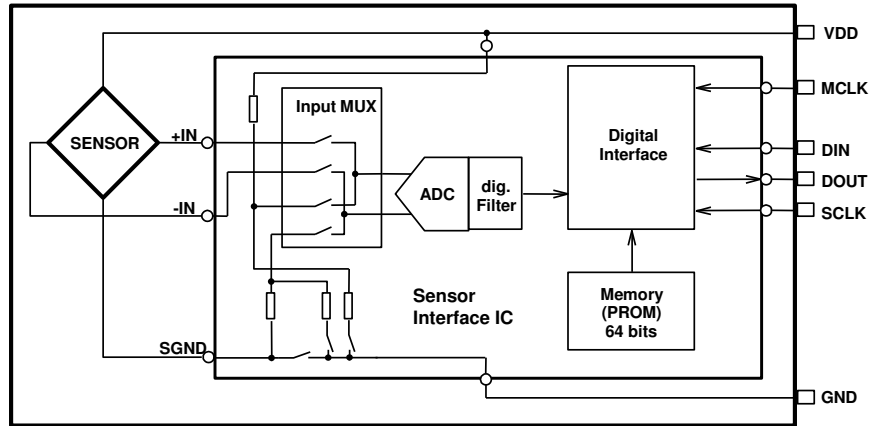 VDD
MCLK
Input MUX
+IN
SENSOR
Digital
Interface
DIN
ADC
dig.
Filter
DOUT
-IN
SCLK
Sensor
Interface IC
Memory
(PROM)
64 bits
SGND
GND